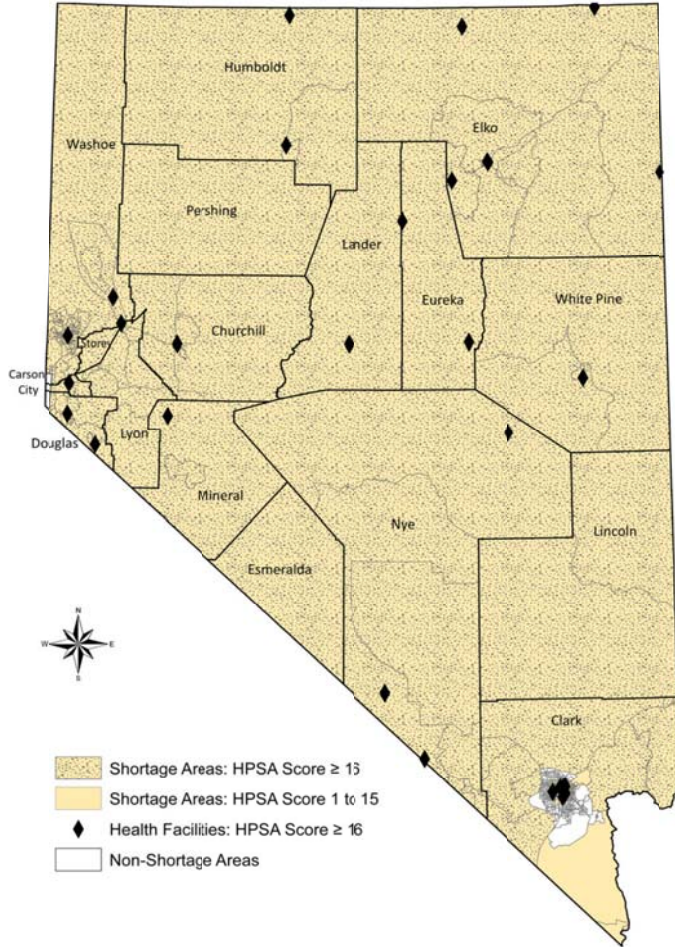 Humboldt
Elko
Washoe
Pershing
Lander
Eureka
White Pine
Churchill
Storey
Carson
City
Lyon
Douglas
Mineral
Nye
Lincoln
Esmeralda
N
W
E
S
Clark
Shortage Areas: HPSA Score ≥ 16
Shortage Areas: HPSA Score 1 to 15
Health Facilities: HPSA Score ≥ 16
Non-Shortage Areas